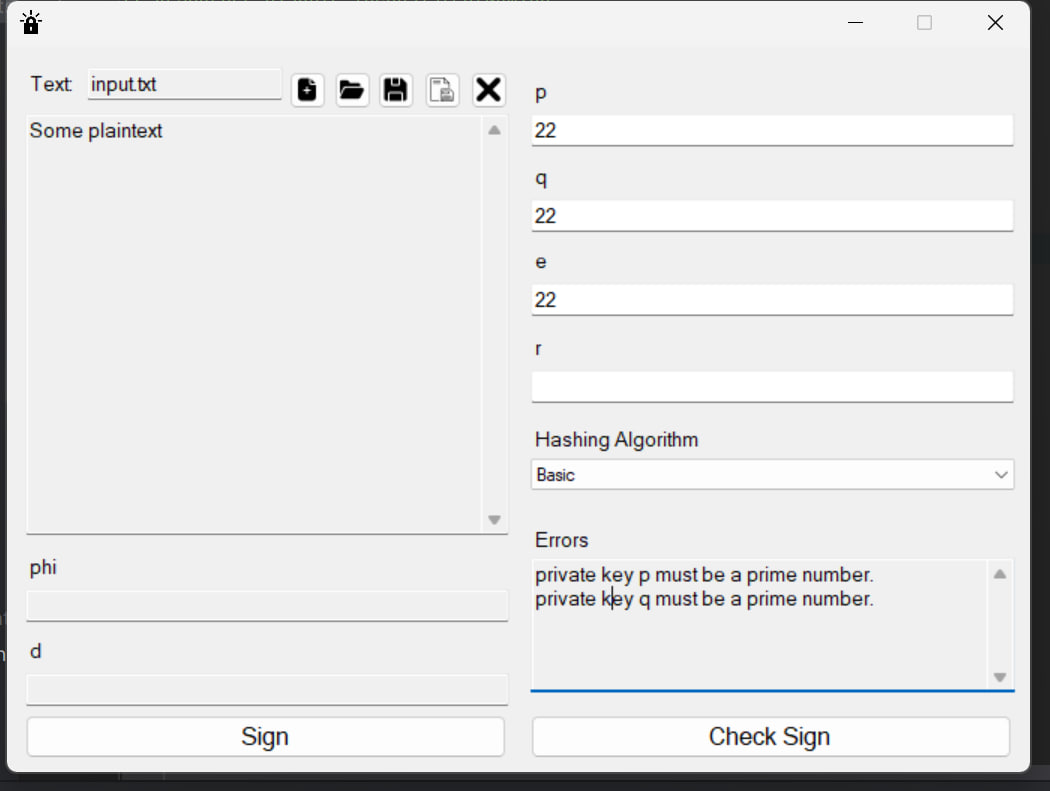 Text: input.txt
Some plaintext
phi
d
Sign
p
22
q
22
e
22
r
Hashing Algorithm
Basic
Errors
private key p must be a prime number.
private key q must be a prime number.
Check Sign